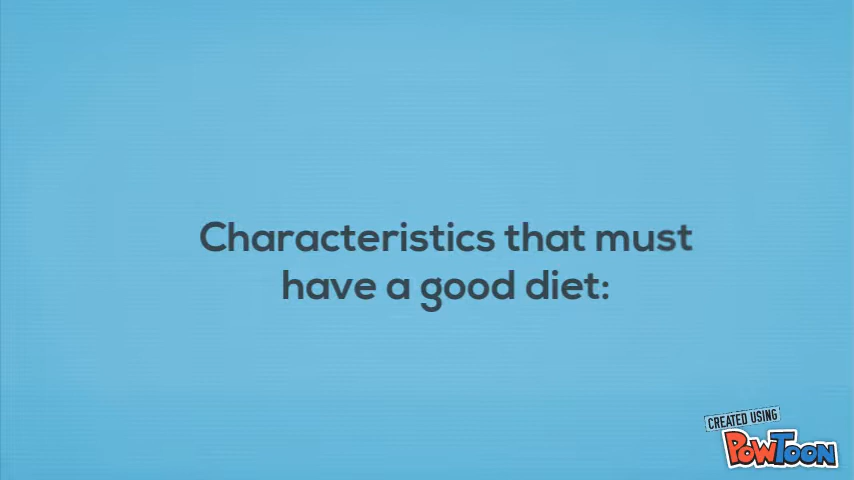 Characteristics that must
have a good diet:
CREATED USING
POWTOON